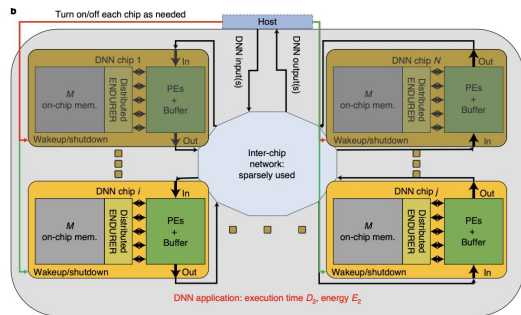 b
Turn on/off each chip as needed
Host
DNN input(s)
DNN output(s)
DNN chip 1
In
M
on-chip mem.
Distributed
ENDURER
PEs
+
Buffer
Wakeup/shutdown
Out
DNN chip N
Out
M
on-chip mem.
Distributed
ENDURER
PEs
+
Buffer
Wakeup/shutdown
In
Inter-chip
network:
sparsely used
DNN chip i
In
M
on-chip mem.
Distributed
ENDURER
PEs
+
Buffer
Wakeup/shutdown
Out
DNN chip j
Out
M
on-chip mem.
Distributed
ENDURER
PEs
+
Buffer
Wakeup/shutdown
In
DNN application: execution time D₂, energy E₂